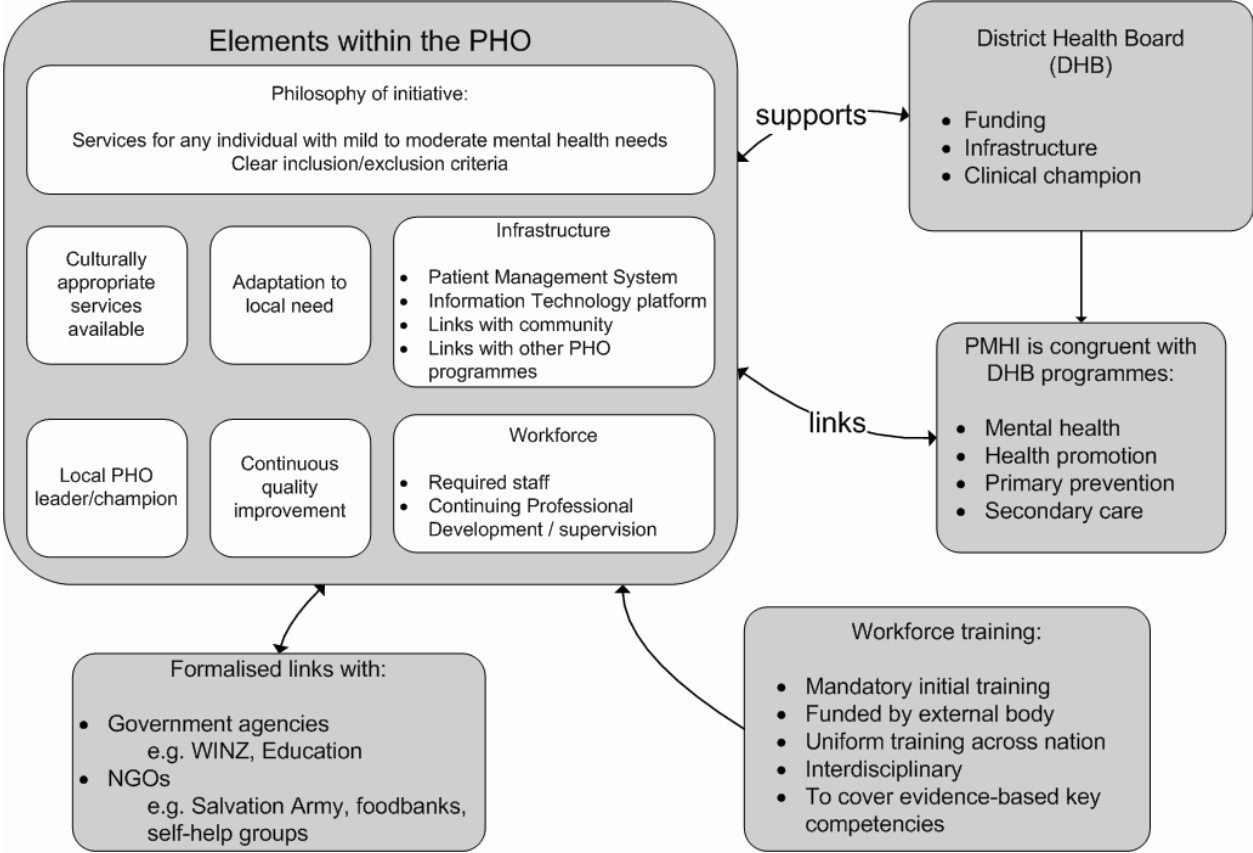 Elements within the PHO
Philosophy of initiative:
Services for any individual with mild to moderate mental health needs
Clear inclusion/exclusion criteria
Culturally
appropriate
services
available
Adaptation to
local need
Infrastructure
• Patient Management System
• Information Technology platform
• Links with community
• Links with other PHO
programmes
Local PHO
leader/champion
Continuous
quality
improvement
Workforce
• Required staff
• Continuing Professional
Development / supervision
supports
District Health Board
(DHB)
• Funding
• Infrastructure
• Clinical champion
links
PMHI is congruent with
DHB programmes:
• Mental health
• Health promotion
• Primary prevention
• Secondary care
Formalised links with:
• Government agencies
e.g. WINZ, Education
• NGOs
e.g. Salvation Army, foodbanks,
self-help groups
Workforce training:
• Mandatory initial training
• Funded by external body
• Uniform training across nation
• Interdisciplinary
• To cover evidence-based key
competencies